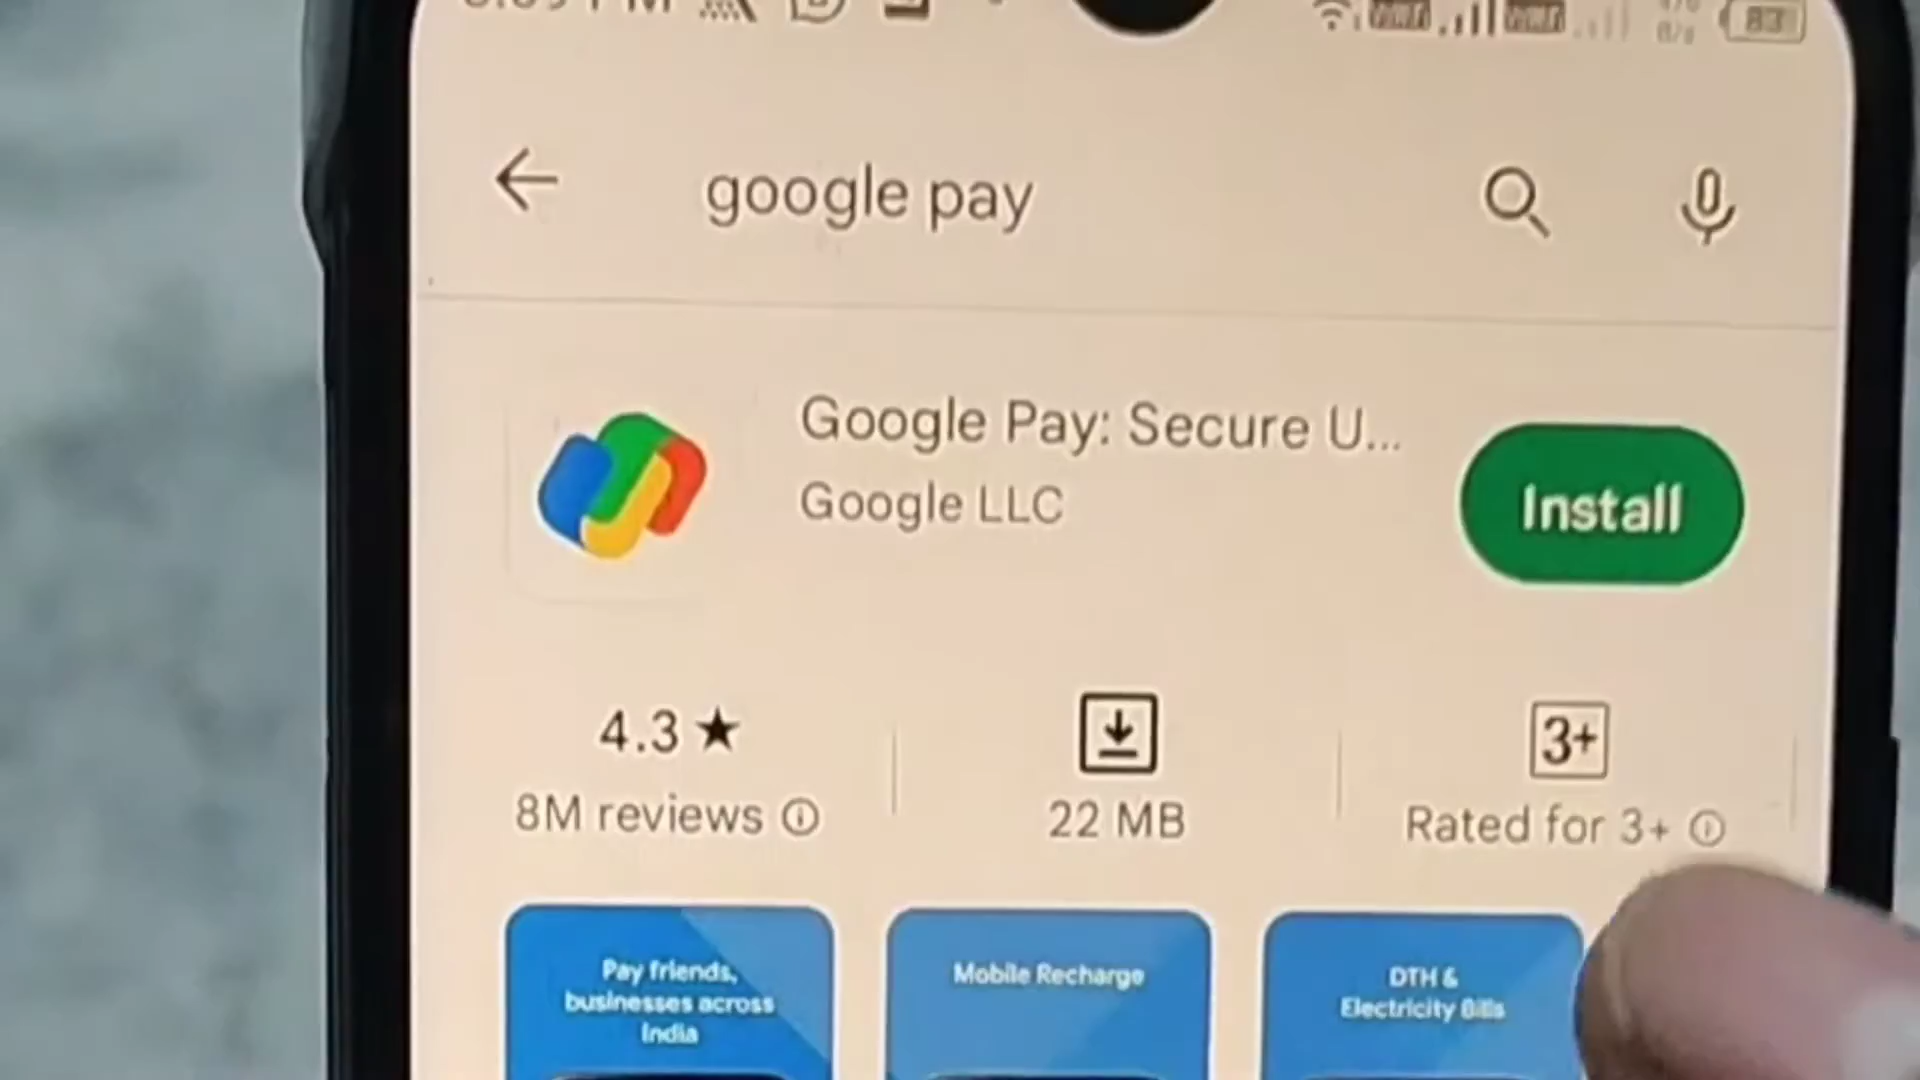 google pay
Google Pay: Secure U...
Google LLC
Install
4.3 ★
8M reviews
22 MB
3+
Rated for 3+
Pay friends,
businesses across
India
Mobile Recharge
DTH &
Electricity Bills